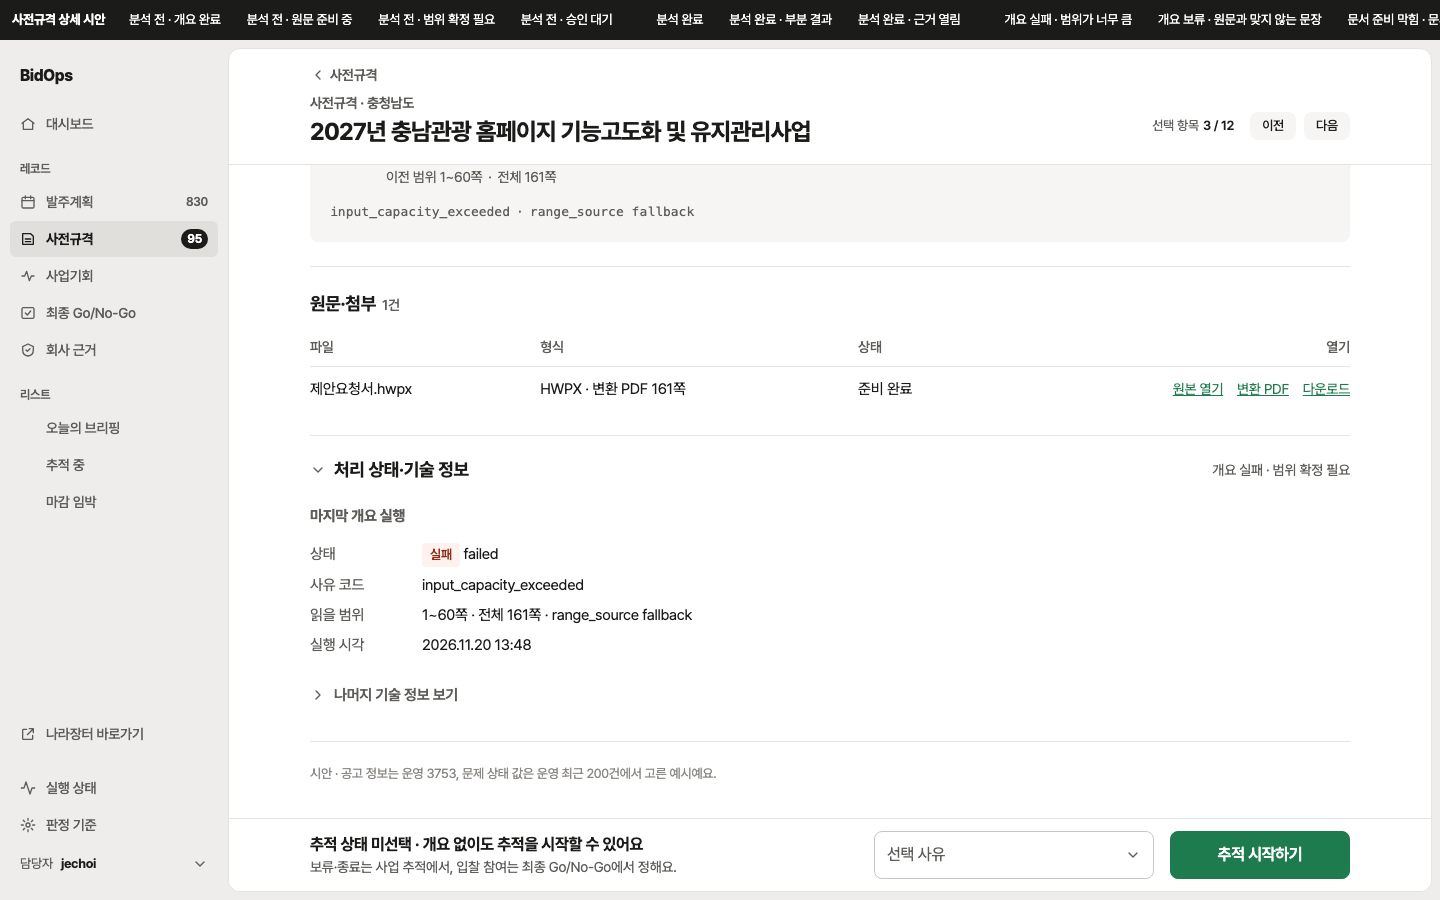 사전규격 상세 시안 분석 전 · 개요 완료 분석 전 · 원문 준비 중 분석 전 · 범위 확정 필요 분석 전 · 승인 대기 분석 완료 분석 완료 · 부분 결과 분석 완료 · 근거 열림 개요 실패 · 범위가 너무 큼 개요 보류 · 원문과 맞지 않는 문장 문서 준비 막힘 · 문
BidOps
대시보드
레코드
발주계획 830
사전규격 95
사업기회
최종 Go/No-Go
회사 근거
리스트
오늘의 브리핑
추적 중
마감 임박
나라장터 바로가기
실행 상태
판정 기준
담당자 jechoi
사전규격
사전규격 · 충청남도
2027년 충남관광 홈페이지 기능고도화 및 유지관리사업
선택 항목 3 / 12 이전 다음
이전 범위 1~60쪽 · 전체 161쪽
input_capacity_exceeded · range_source fallback
원문·첨부 1건
파일 형식 상태 열기
제안요청서.hwpx HWPX · 변환 PDF 161쪽 준비 완료 원본 열기 변환 PDF 다운로드
처리 상태·기술 정보 개요 실패 · 범위 확정 필요
마지막 개요 실행
상태 실패 failed
사유 코드 input_capacity_exceeded
읽을 범위 1~60쪽 · 전체 161쪽 · range_source fallback
실행 시각 2026.11.20 13:48
나머지 기술 정보 보기
시안 · 공고 정보는 운영 3753, 문제 상태 값은 운영 최근 200건에서 고른 예시예요.
추적 상태 미선택 · 개요 없이도 추적을 시작할 수 있어요
보류·종료는 사업 추적에서, 입찰 참여는 최종 Go/No-Go에서 정해요.
선택 사유
추적 시작하기